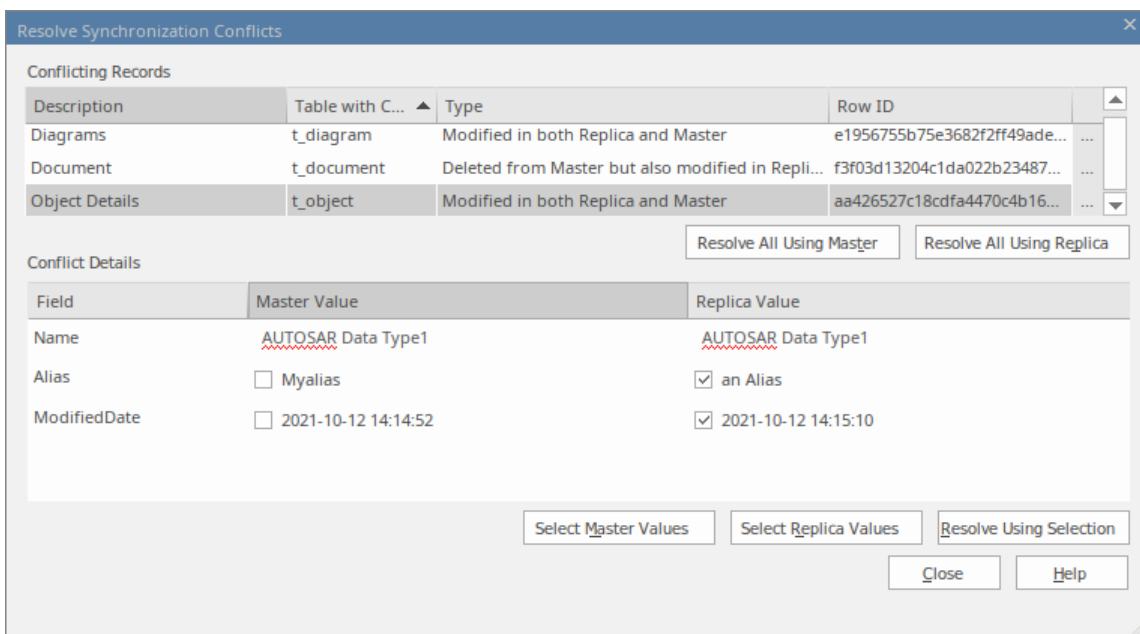 Resolve Synchronization Conflicts
Conflicting Records
Description Table with C... Type Row ID
Diagrams t_diagram Modified in both Replica and Master e1956755b75e3682f2ff49ade... ...
Document t_document Deleted from Master but also modified in Repli... f3f03d13204c1da022b23487... ...
Object Details t_object Modified in both Replica and Master aa426527c18cdfa4470c4b16... ...
Resolve All Using Master Resolve All Using Replica
Conflict Details
Field Master Value Replica Value
Name AUTOSAR Data Type1 AUTOSAR Data Type1
Alias Myalias an Alias
ModifiedDate 2021-10-12 14:14:52 2021-10-12 14:15:10
Select Master Values Select Replica Values Resolve Using Selection
Close Help